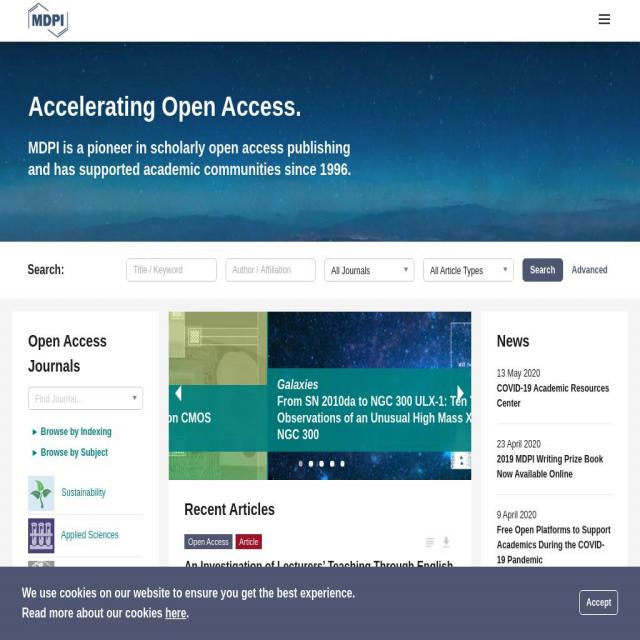 MDPI
Accelerating Open Access.
MDPI is a pioneer in scholarly open access publishing
and has supported academic communities since 1996.
Search:
Title / Keyword
Author / Affiliation
All Journals
All Article Types
Search
Advanced
Open Access
Journals
Find Journal...
Browse by Indexing
Browse by Subject
Sustainability
Applied Sciences
on CMOS
Galaxies
From SN 2010da to NGC 300 ULX-1: Ten
Observations of an Unusual High Mass X
NGC 300
Recent Articles
Open Access
Article
An Investigation of Lecturers' Teaching Through English
News
13 May 2020
COVID-19 Academic Resources
Center
23 April 2020
2019 MDPI Writing Prize Book
Now Available Online
9 April 2020
Free Open Platforms to Support
Academics During the COVID-
19 Pandemic
We use cookies on our website to ensure you get the best experience.
Read more about our cookies here.
Accept